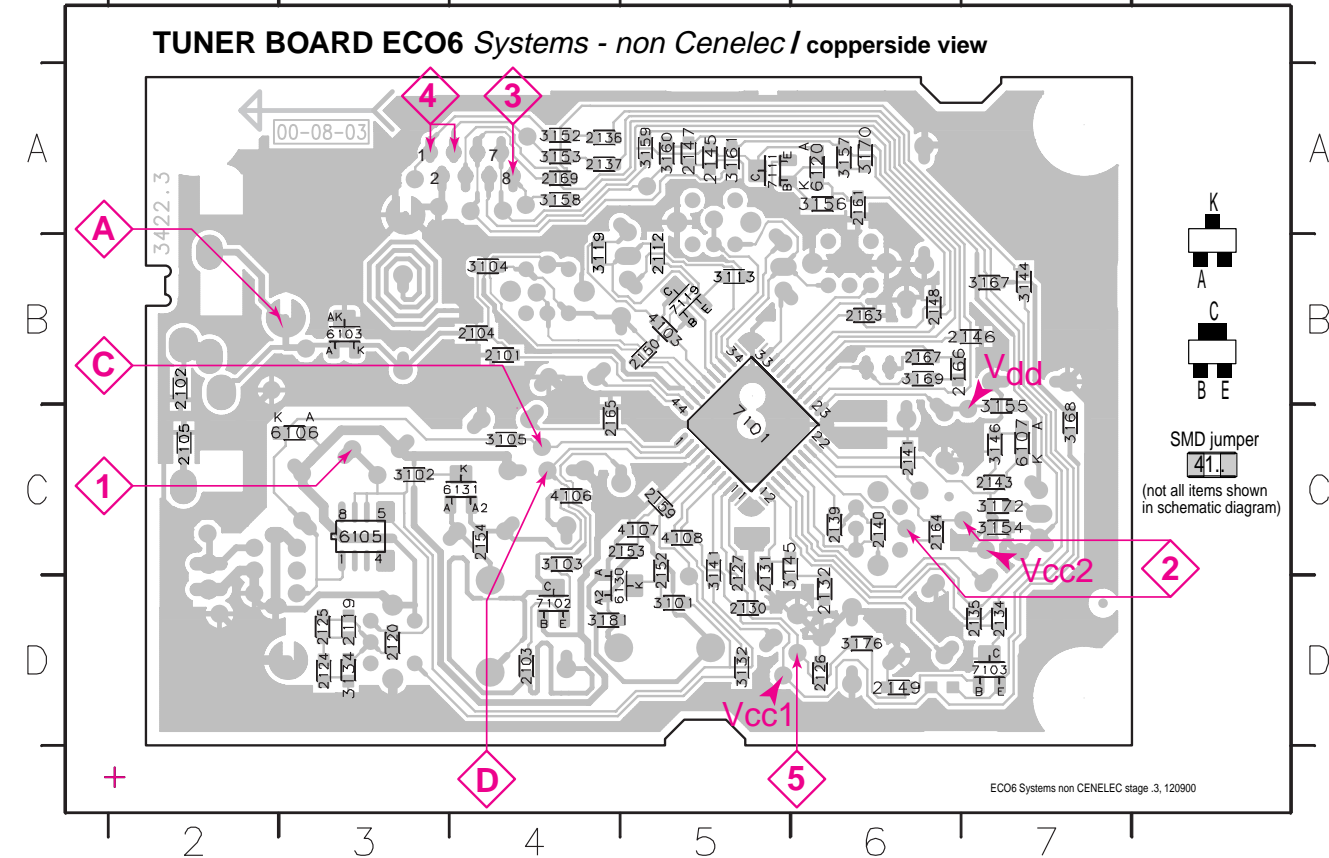 TUNER BOARD ECO6 Systems - non Cenelec / copperside view
4 3
00-08-03
A A
1 7
2 8
3152 2136
3153 2137
2169
3158
3159 3160 2147 2145 3161
C 7111 E B
A 6120 K
3157 3170
3156 2161
3422.3
A
K
A
3119 2112
3104
3113
C 7119 B E
4103
2150
3167 3144
2148
2163
2146
B B
AK
6103
A K
2104
2101
C
B E
C
2102
2167
3169
2166
Vdd
34 33
44 23
7101
1 22
11 12
2165
3155
3168
K A
6106
2105
3105
3102
2141
3146 6107 A K
SMD jumper
41..
(not all items shown
in schematic diagram)
C C
1
K
6131
A A2
4106
2159
2143
3172
3154
8 5
6105
1 4
2154
4107 4108
2153
2139 2140 2164
Vcc2
2
3103
2152
3141 2127 2131 3145
A 6130 K A2
C
7102
B E
3101
2130
2132
3181
2125 2119
2120
2124 3134
2103
3132
2126
3176
2149
2135 2134
C
7103
B E
D D
Vcc1
D 5
ECO6 Systems non CENELEC stage .3, 120900
2 3 4 5 6 7